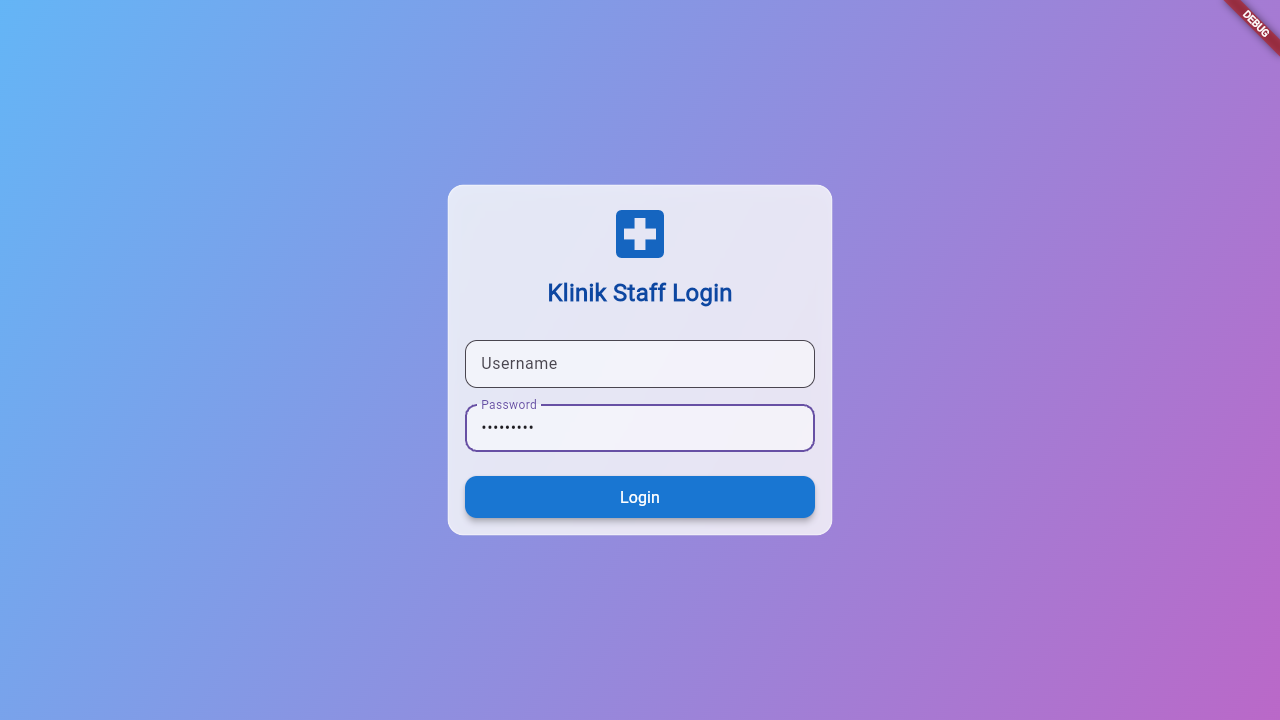 DEBUG
Klinik Staff Login
Username
Password
•••••••••
Login